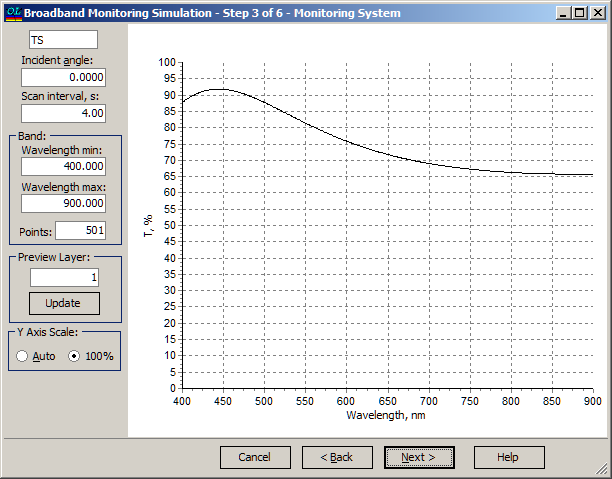 OL Broadband Monitoring Simulation - Step 3 of 6 - Monitoring System
TS
Incident angle:
0.0000
Scan interval, s:
4.00
Band:
Wavelength min:
400.000
Wavelength max:
900.000
Points: 501
Preview Layer:
1
Update
Y Axis Scale:
Auto 100%
T, %
100
95
90
85
80
75
70
65
60
55
50
45
40
35
30
25
20
15
10
5
0
400 450 500 550 600 650 700 750 800 850 900
Wavelength, nm
Cancel < Back Next > Help